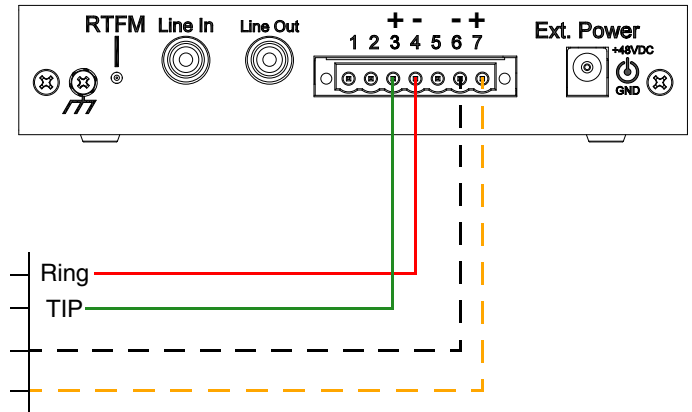 RTFM Line In Line Out + - - + Ext. Power
1 2 3 4 5 6 7 +48VDC
GND
Ring
TIP